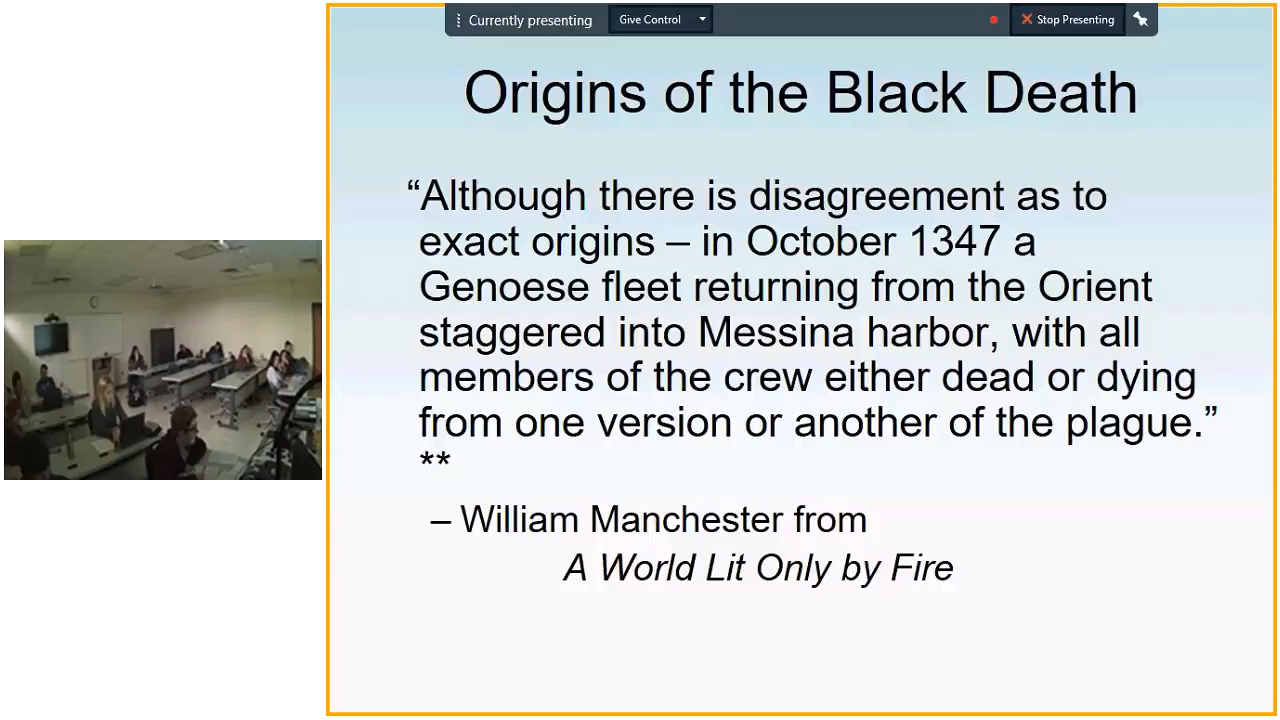 Currently presenting
Give Control
Stop Presenting
Origins of the Black Death
“Although there is disagreement as to
exact origins – in October 1347 a
Genoese fleet returning from the Orient
staggered into Messina harbor, with all
members of the crew either dead or dying
from one version or another of the plague.”
**
– William Manchester from
A World Lit Only by Fire